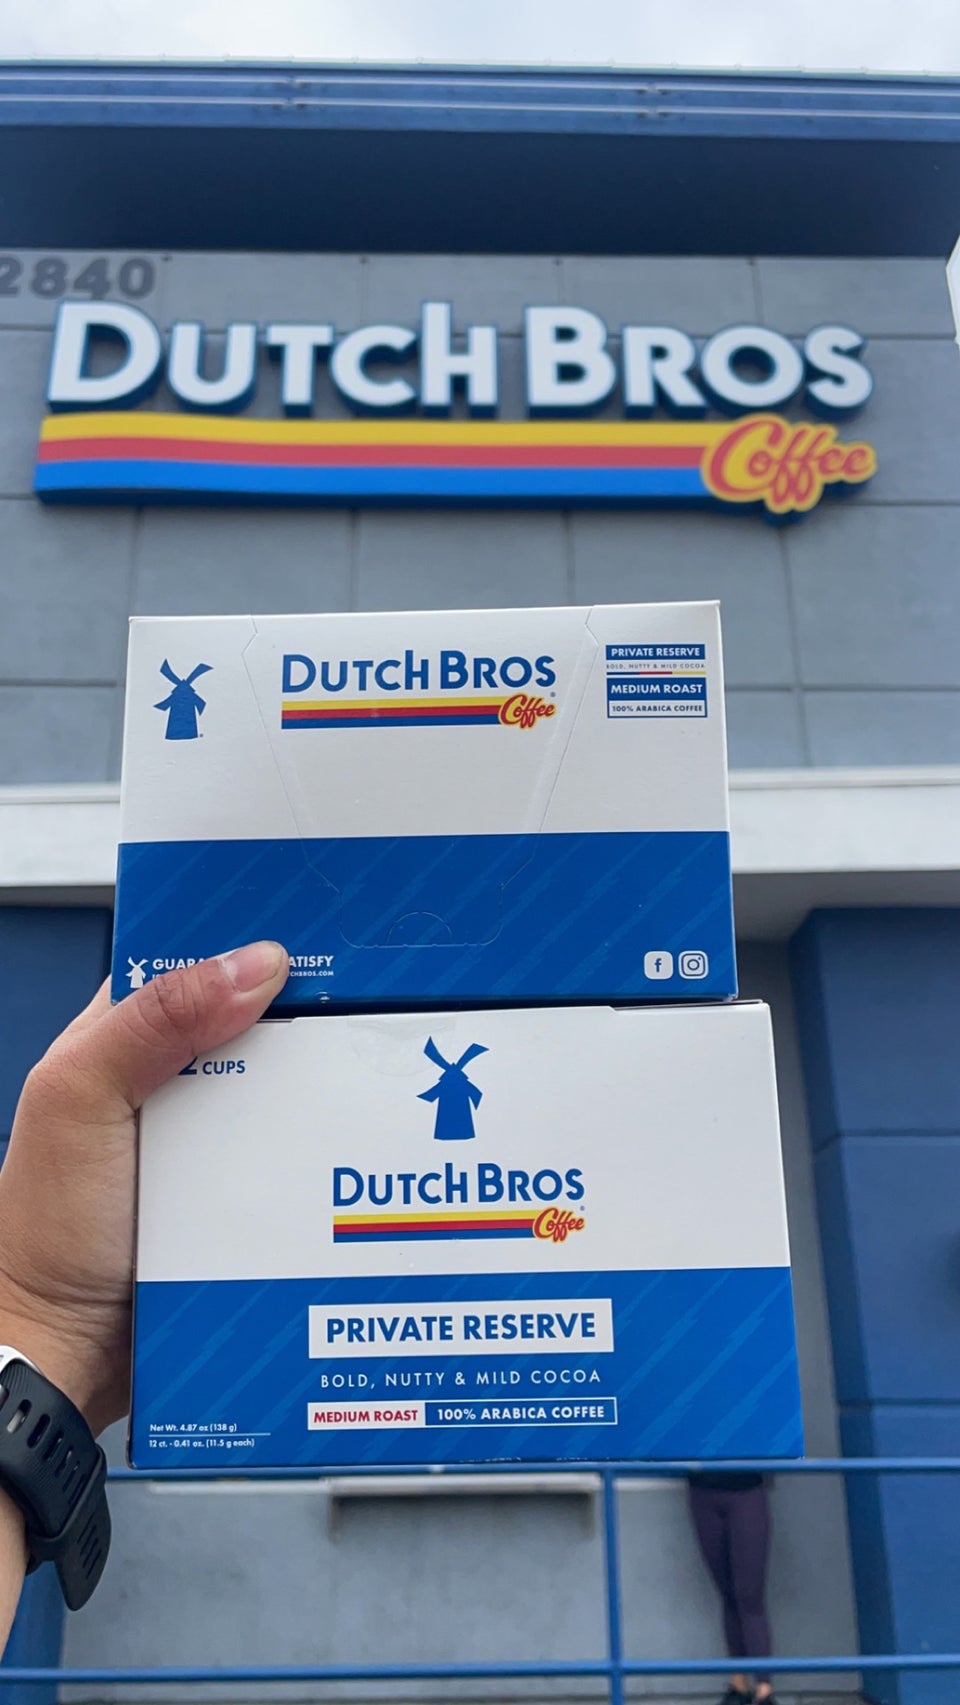 2840
DUTCH BROS
Coffee
DUTCH BROS
Coffee
PRIVATE RESERVE
BOLD, NUTTY & MILD COCOA
MEDIUM ROAST
100% ARABICA COFFEE
CUPS
DUTCH BROS
Coffee
PRIVATE RESERVE
BOLD, NUTTY & MILD COCOA
MEDIUM ROAST 100% ARABICA COFFEE
Net Wt. 4.87 oz (138 g)
12 ct. - 0.41 oz. (11.5 g each)